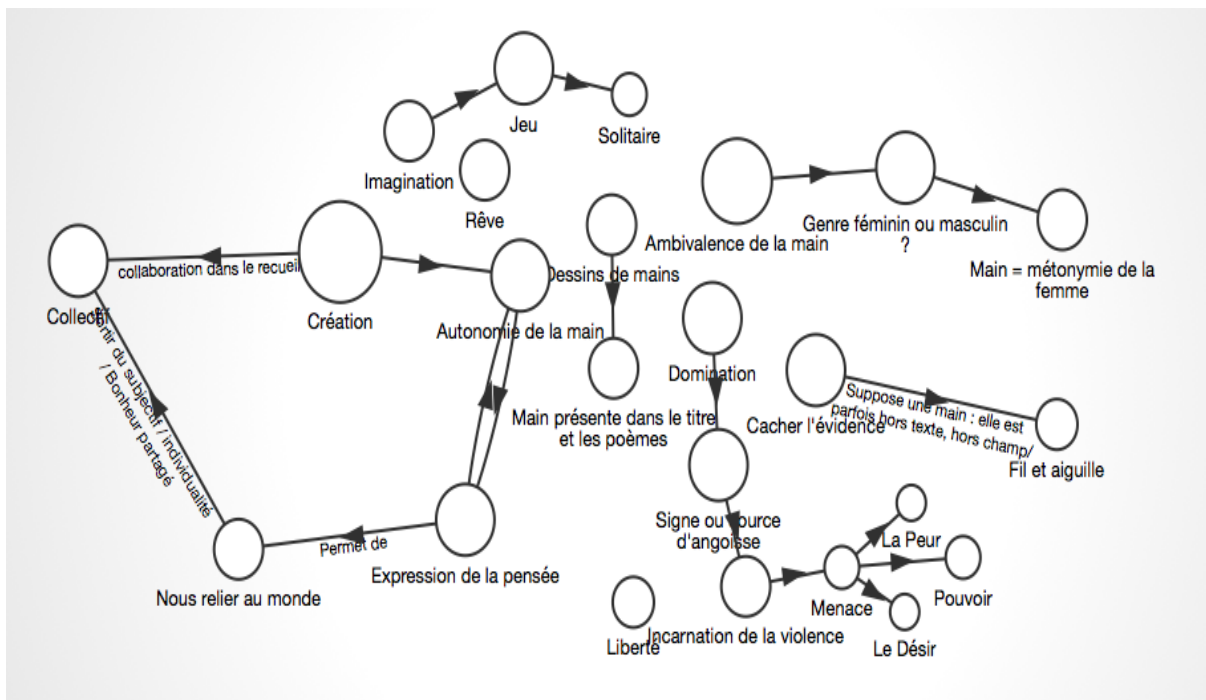 Jeu
Solitaire
Imagination
Rêve
Ambivalence de la main
Genre féminin ou masculin
?
Main = métonymie de la
femme
collaboration dans le recueil
Collectif
Création
Dessins de mains
Autonomie de la main
Domination
Main présente dans le titre
et les poèmes
Cacher l'évidence
Suppose une main : elle est
parfois hors texte, hors champ/
Fil et aiguille
Signe ou source
d'angoisse
du subjectif / individualité
/ Bonheur partagé
Permet de
Expression de la pensée
Nous relier au monde
La Peur
Menace
Pouvoir
Liberté
Incarnation de la violence
Le Désir